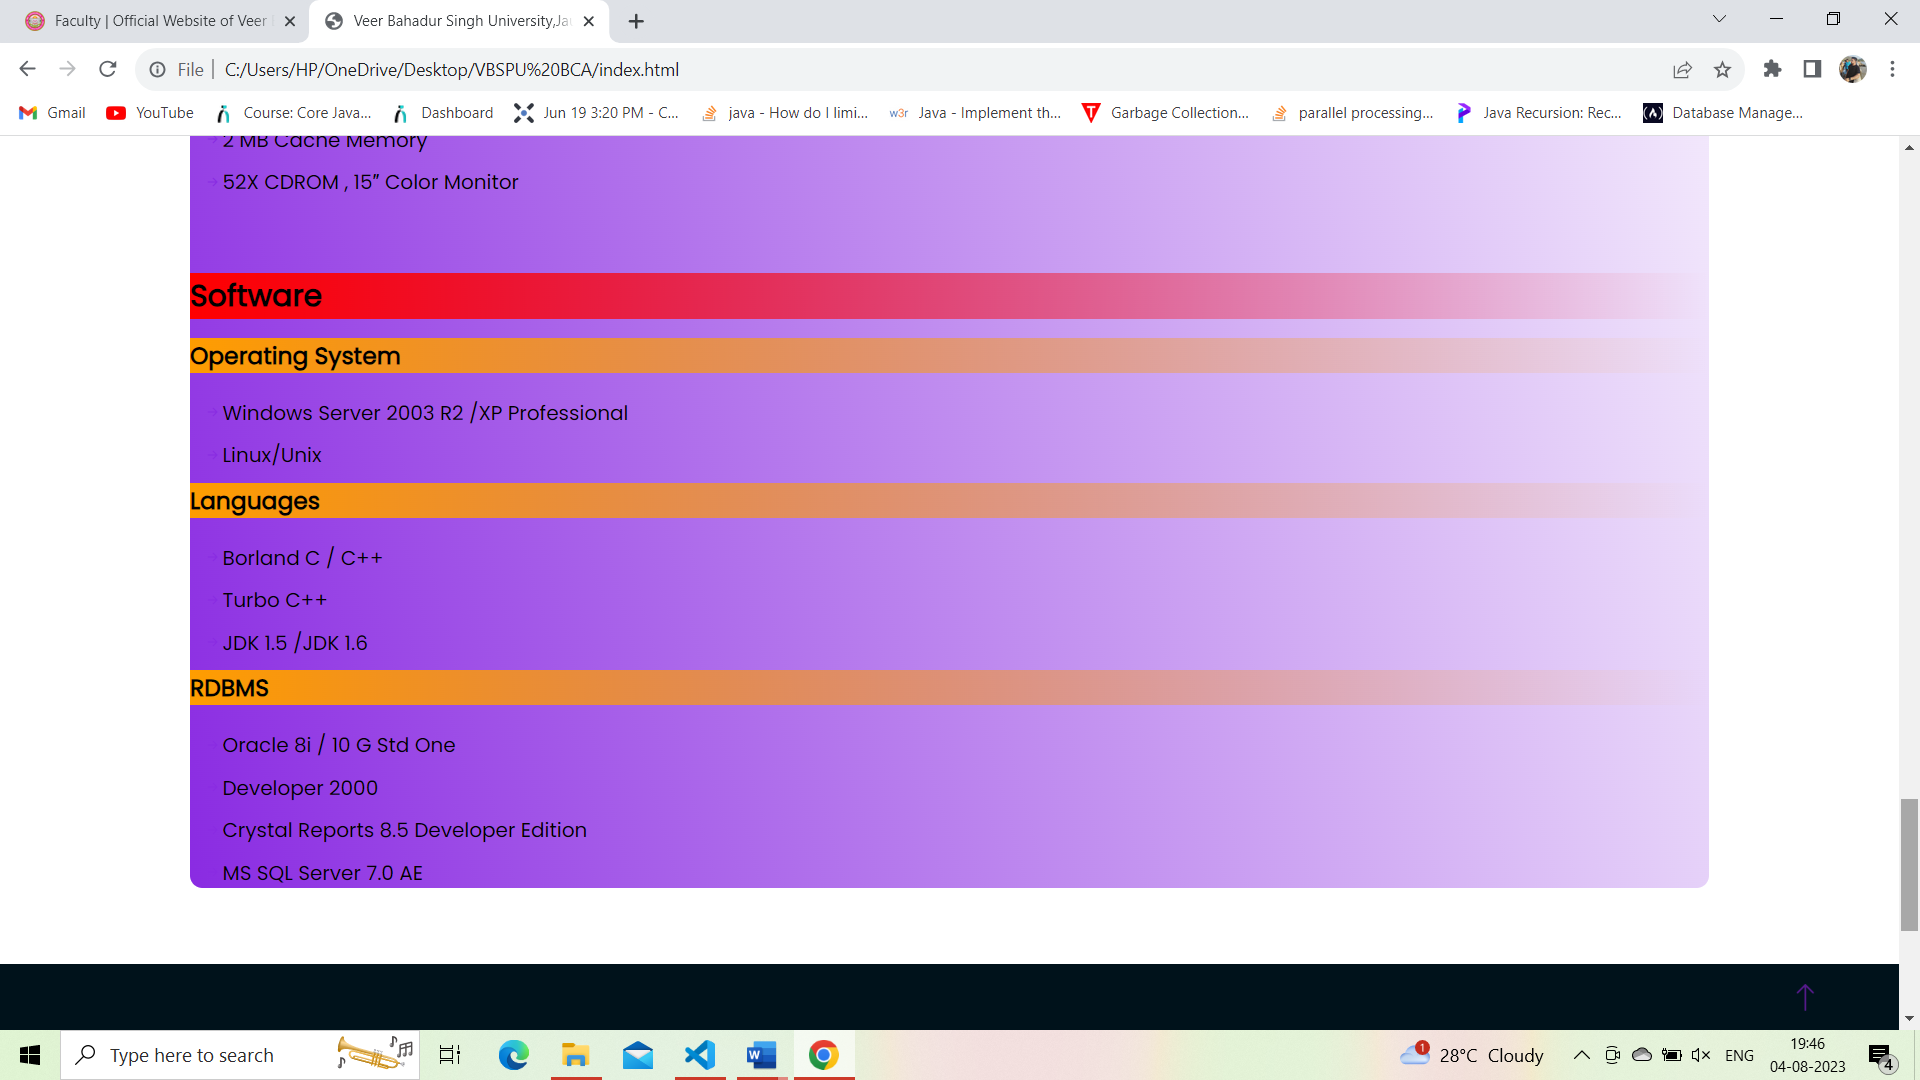 Faculty | Official Website of Veer
Veer Bahadur Singh University,Jau
File
C:/Users/HP/OneDrive/Desktop/VBSPU%20BCA/index.html
Gmail
YouTube
Course: Core Java...
Dashboard
Jun 19 3:20 PM - C...
java - How do I limi...
w3r Java - Implement th...
Garbage Collection...
parallel processing...
Java Recursion: Rec...
Database Manage...
2 MB Cache Memory
52X CDROM , 15″ Color Monitor
Software
Operating System
Windows Server 2003 R2 /XP Professional
Linux/Unix
Languages
Borland C / C++
Turbo C++
JDK 1.5 /JDK 1.6
RDBMS
Oracle 8i / 10 G Std One
Developer 2000
Crystal Reports 8.5 Developer Edition
MS SQL Server 7.0 AE
Type here to search
1
28°C Cloudy
ENG
19:46
04-08-2023
4